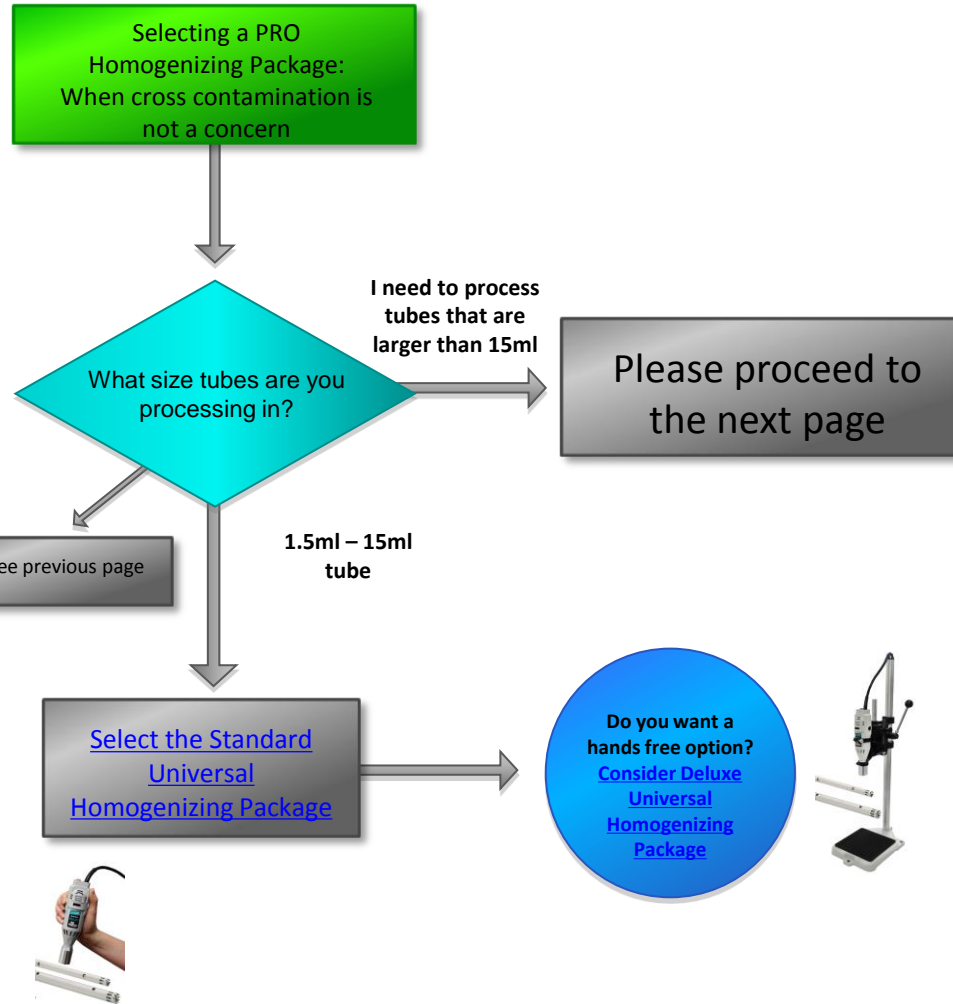 Selecting a PRO
Homogenizing Package:
When cross contamination is
not a concern
I need to process
tubes that are
larger than 15ml
What size tubes are you
processing in?
Please proceed to
the next page
ee previous page
1.5ml – 15ml
tube
Select the Standard
Universal
Homogenizing Package
Do you want a
hands free option?
Consider Deluxe
Universal
Homogenizing
Package